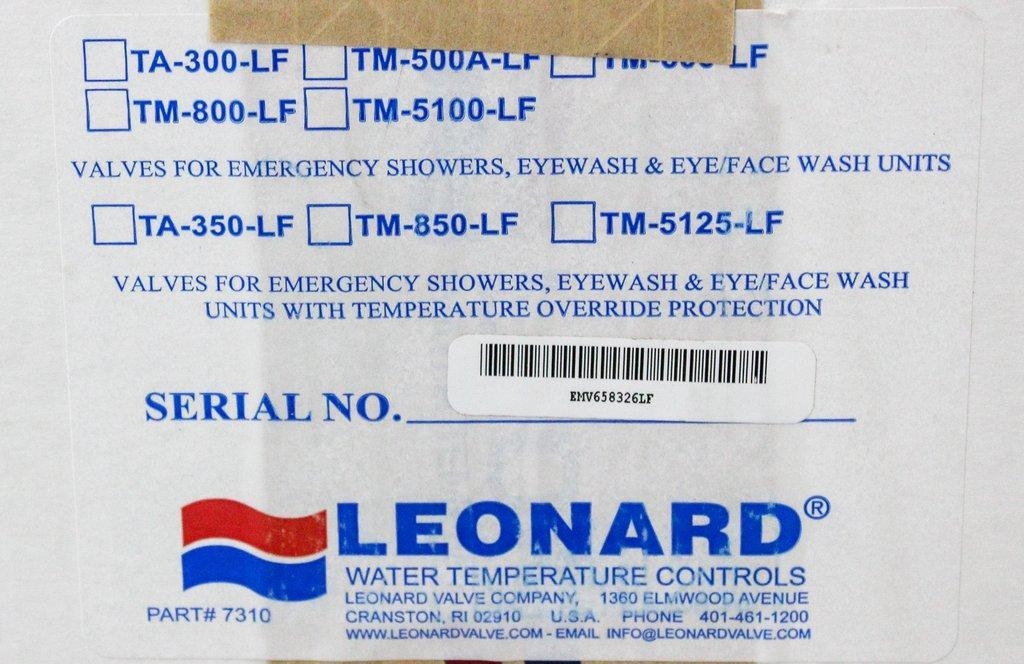 TA-300-LF TM-500A-LF LF
TM-800-LF TM-5100-LF
VALVES FOR EMERGENCY SHOWERS, EYEWASH & EYE/FACE WASH UNITS
TA-350-LF TM-850-LF TM-5125-LF
VALVES FOR EMERGENCY SHOWERS, EYEWASH & EYE/FACE WASH
UNITS WITH TEMPERATURE OVERRIDE PROTECTION
EMV658326LF
SERIAL NO.
LEONARD®
WATER TEMPERATURE CONTROLS
LEONARD VALVE COMPANY, 1360 ELMWOOD AVENUE
PART# 7310 CRANSTON, RI 02910 U.S.A. PHONE 401-461-1200
WWW.LEONARDVALVE.COM - EMAIL INFO@LEONARDVALVE.COM